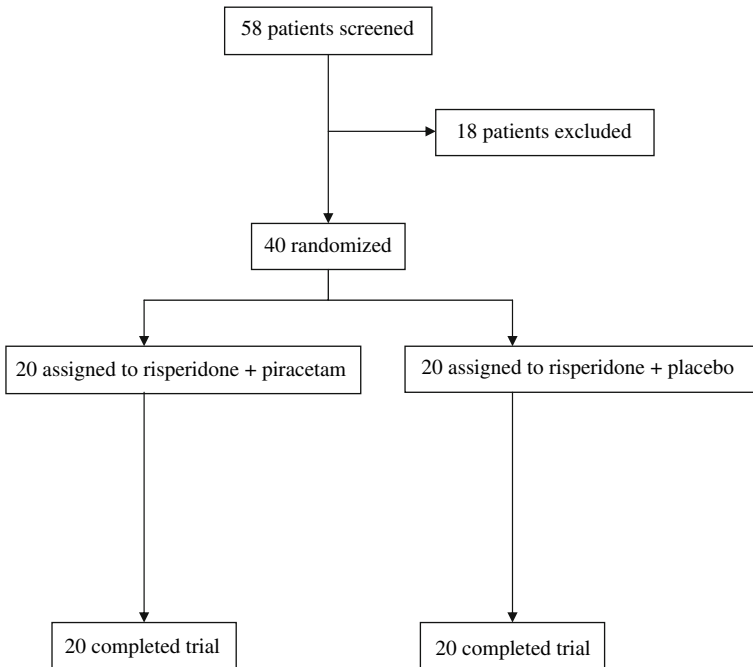 58 patients screened
18 patients excluded
40 randomized
20 assigned to risperidone + piracetam
20 assigned to risperidone + placebo
20 completed trial
20 completed trial